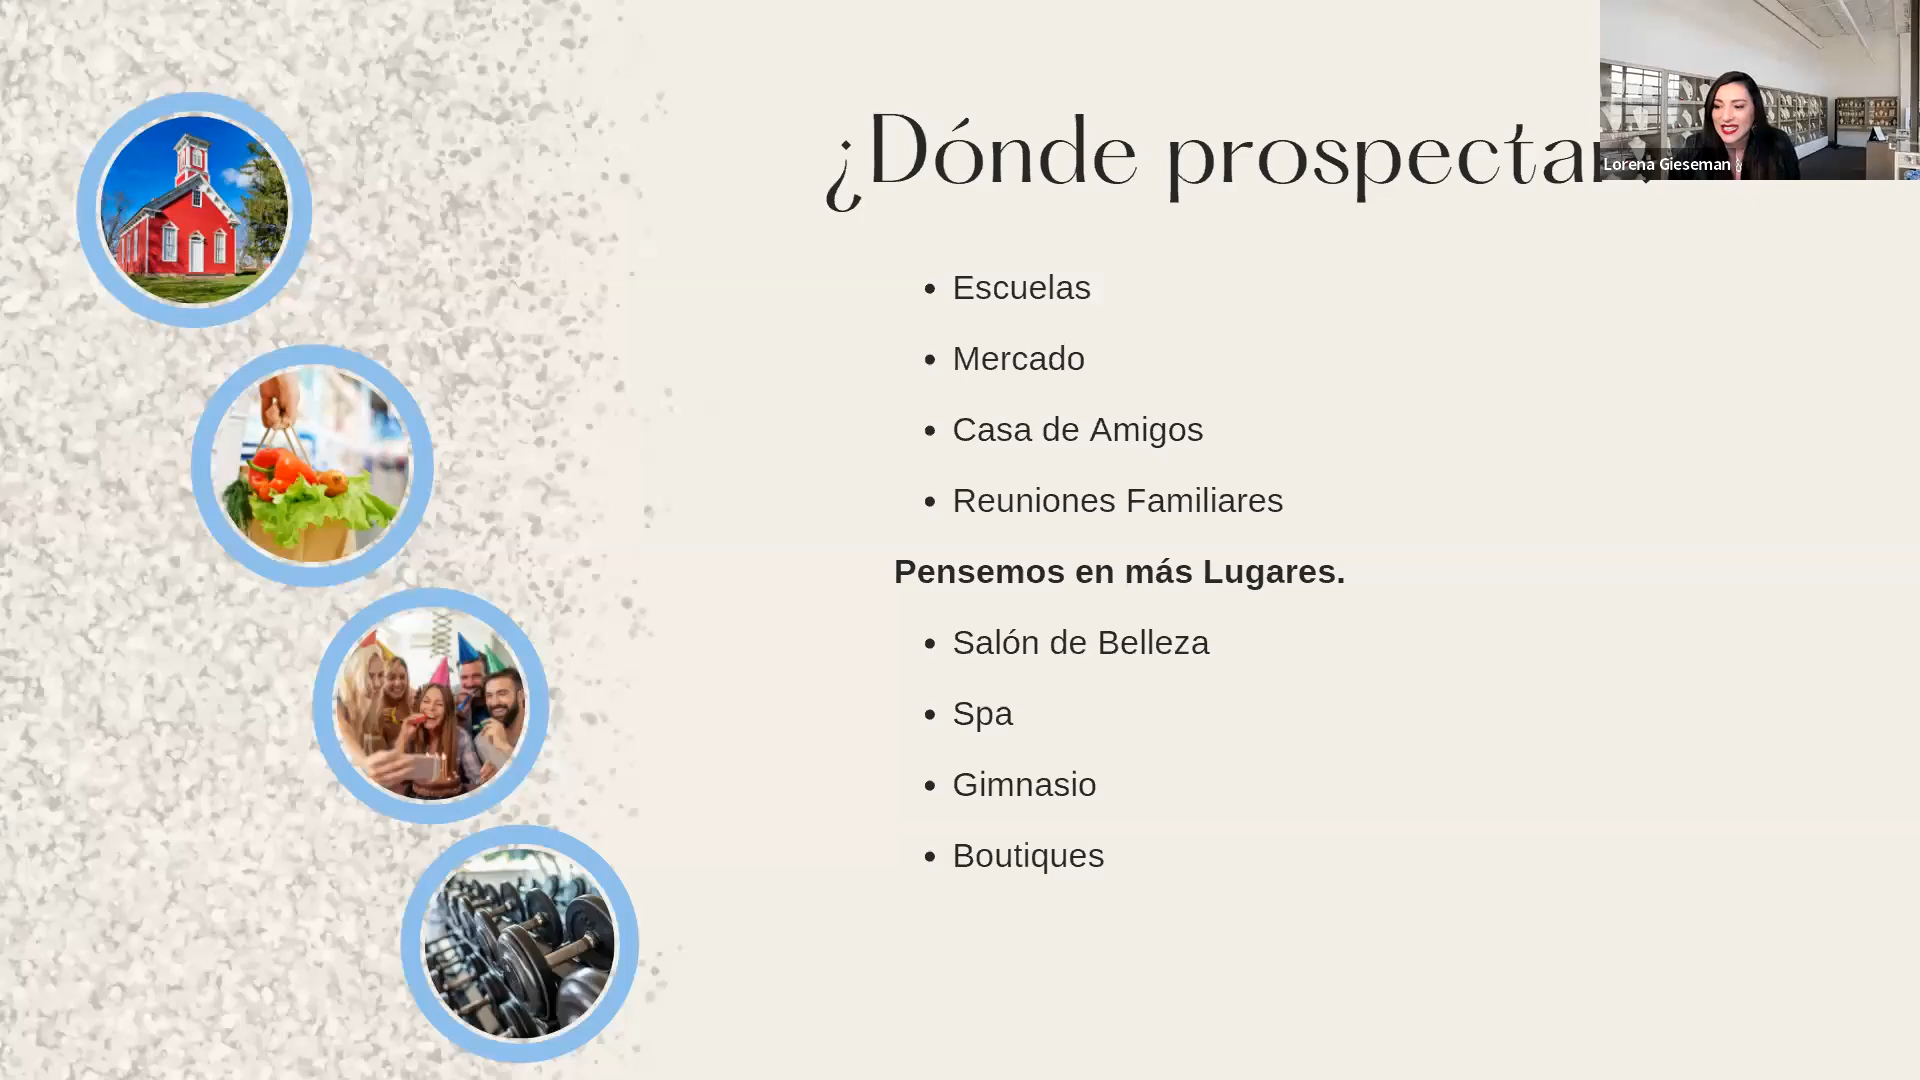 ¿Dónde prospectar?
Lorena Gieseman
Escuelas
Mercado
Casa de Amigos
Reuniones Familiares
Pensemos en más Lugares.
Salón de Belleza
Spa
Gimnasio
Boutiques